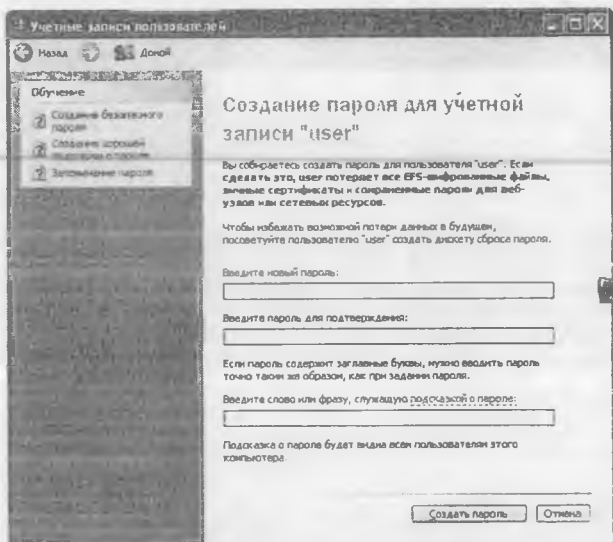 Учетные записи пользователей
Назад Домой
Обучение
Создание безопасного
пароля
Создание хорошей
подсказки о пароле
Запоминание пароля
Создание пароля для учетной
записи "user"
Вы собираетесь создать пароль для пользователя "user". Если
сделать это, user потеряет все EFS-шифрованные файлы,
личные сертификаты и сохраненные пароли для веб-
узлов или сетевых ресурсов.
Чтобы избежать возможной потери данных в будущем,
посоветуйте пользователю "user" создать дискету сброса пароля.
Введите новый пароль:
Введите пароль для подтверждения:
Если пароль содержит заглавные буквы, нужно вводить пароль
точно таким же образом, как при задании пароля.
Введите слово или фразу, служащую подсказкой о пароле:
Подсказка о пароле будет видна всем пользователям этого
компьютера.
Создать пароль Отмена